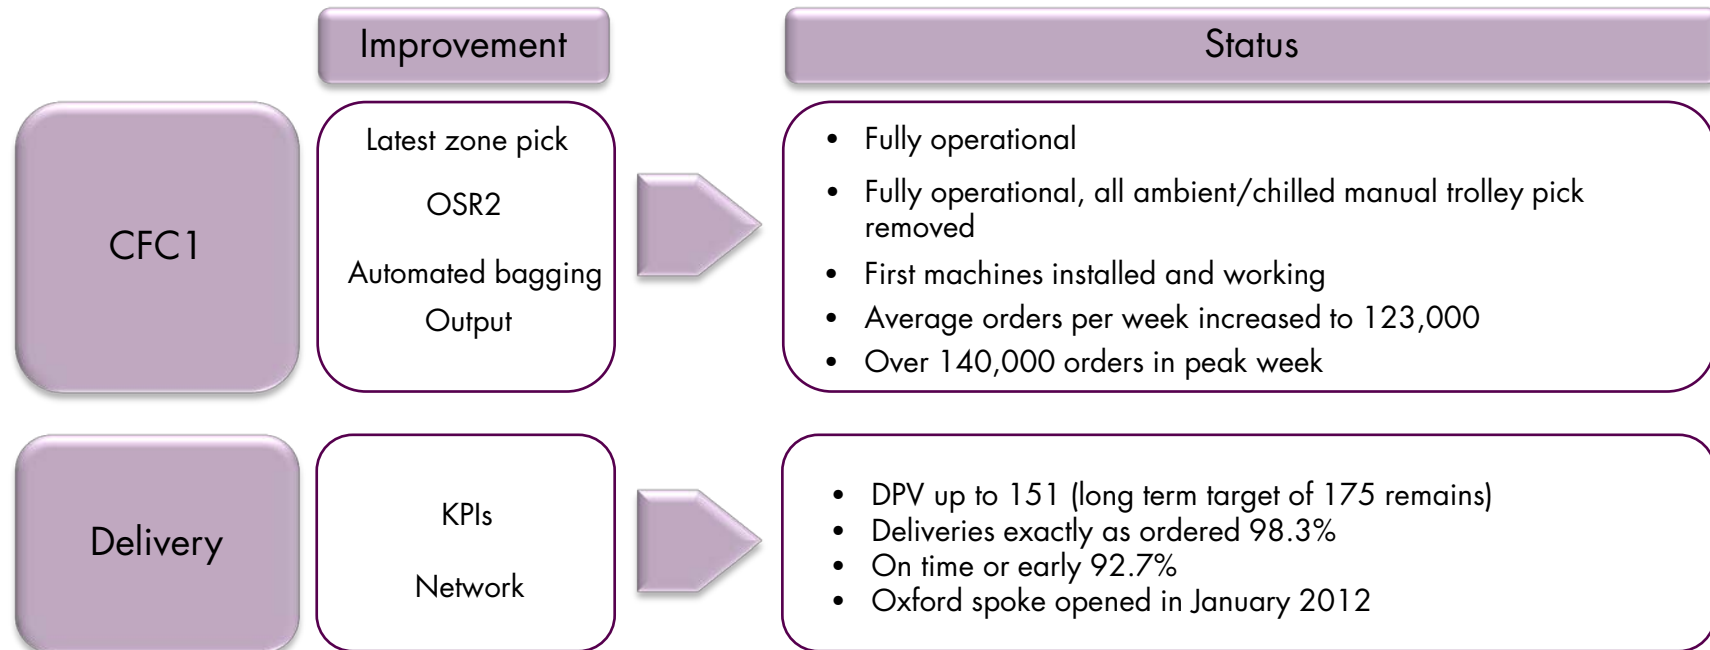 Improvement
Status
CFC1
Latest zone pick
OSR2
Automated bagging
Output
• Fully operational
• Fully operational, all ambient/chilled manual trolley pick
removed
• First machines installed and working
• Average orders per week increased to 123,000
• Over 140,000 orders in peak week
Delivery
KPIs
Network
• DPV up to 151 (long term target of 175 remains)
• Deliveries exactly as ordered 98.3%
• On time or early 92.7%
• Oxford spoke opened in January 2012